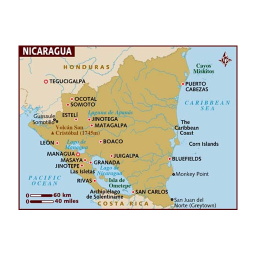 NICARAGUA
HONDURAS
Cayos
Miskitos
TEGUCIGALPA
PUERTO
CABEZAS
OCOTAL
SOMOTO
CARIBBEAN
SEA
Guasaule
Somotillo
ESTELÍ
JINOTEGA
MATAGALPA
The
Caribbean
Coast
Volcán San
Cristóbal (1745m)
Corn Islands
LEÓN
BOACO
MANAGUA
JUIGALPA
BLUEFIELDS
MASAYA
GRANADA
JINOTEPE
Lago de
Nicaragua
Monkey Point
Las Isletas
PACIFIC
OCEAN
RIVAS
Isla de
Ometepe
SAN CARLOS
Archipiélago
de Solentiname
San Juan del
Norte (Greytown)
COSTA RICA
0 60 km
0 40 miles